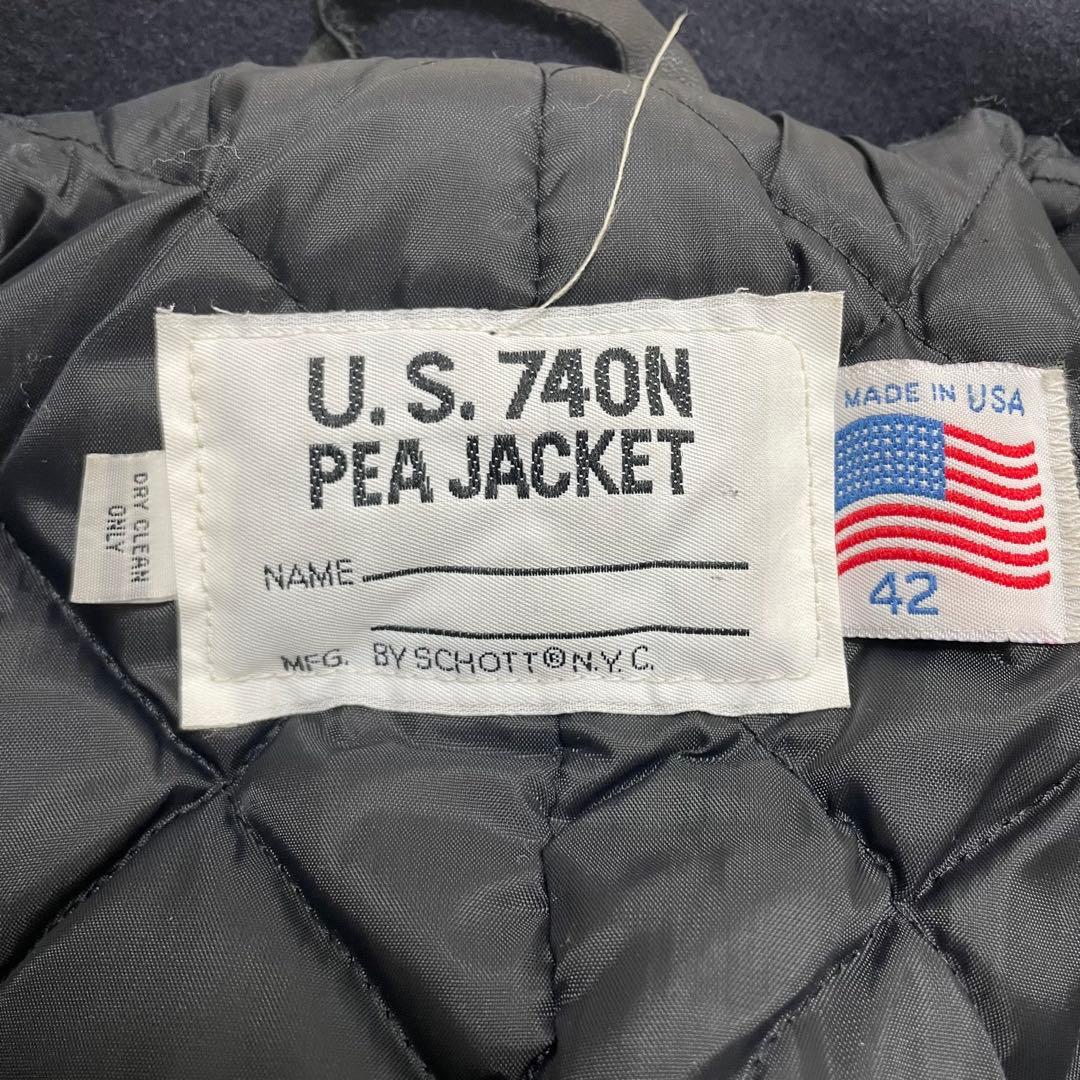 U. S. 740N
PEA JACKET
NAME
MFG. BY SCHOTT® N.Y.C.
DRY CLEAN
ONLY
MADE IN USA
42